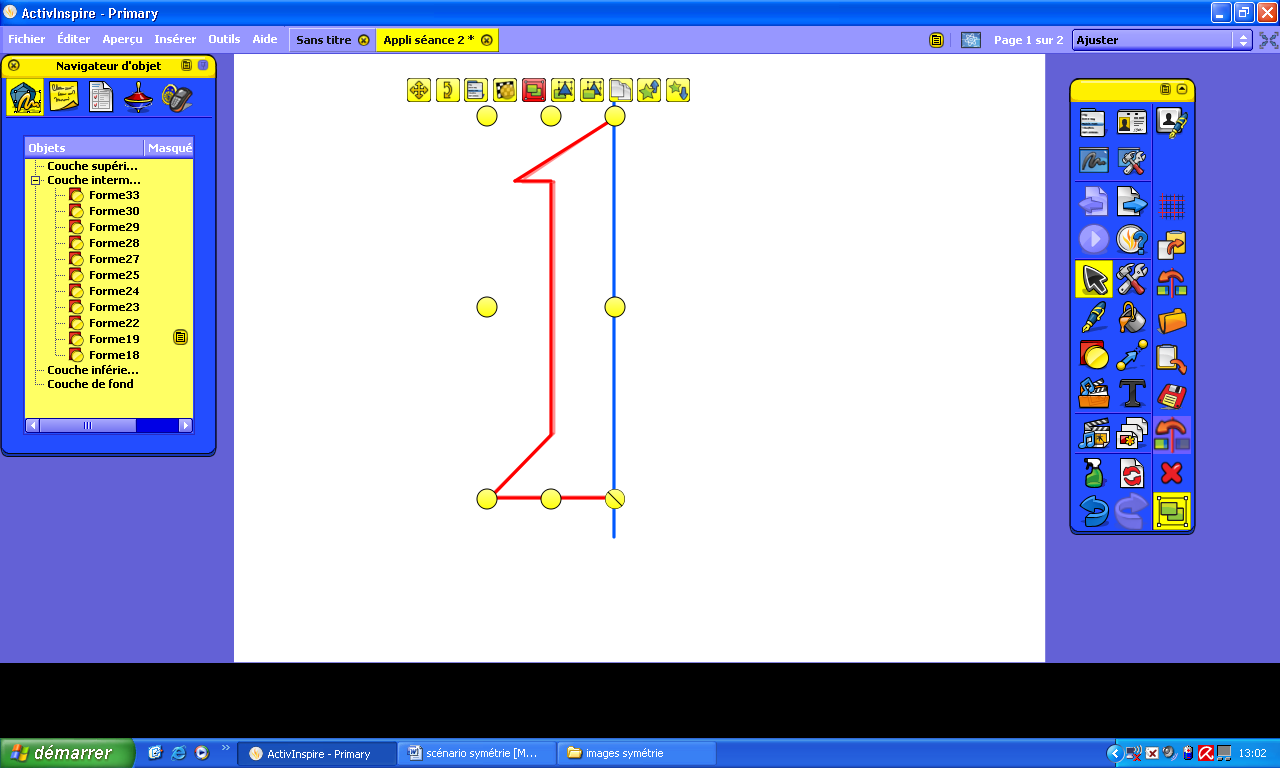 ActivInspire - Primary
Fichier Éditer Aperçu Insérer Outils Aide
Sans titre
Appli séance 2 *
Page 1 sur 2
Ajuster
Navigateur d'objet
Objets
Masqué
Couche supéri...
Couche interm...
Forme33
Forme30
Forme29
Forme28
Forme27
Forme25
Forme24
Forme23
Forme22
Forme19
Forme18
Couche inférie...
Couche de fond
démarrer
ActivInspire - Primary
scénario symétrie [M...
images symétrie
13:02